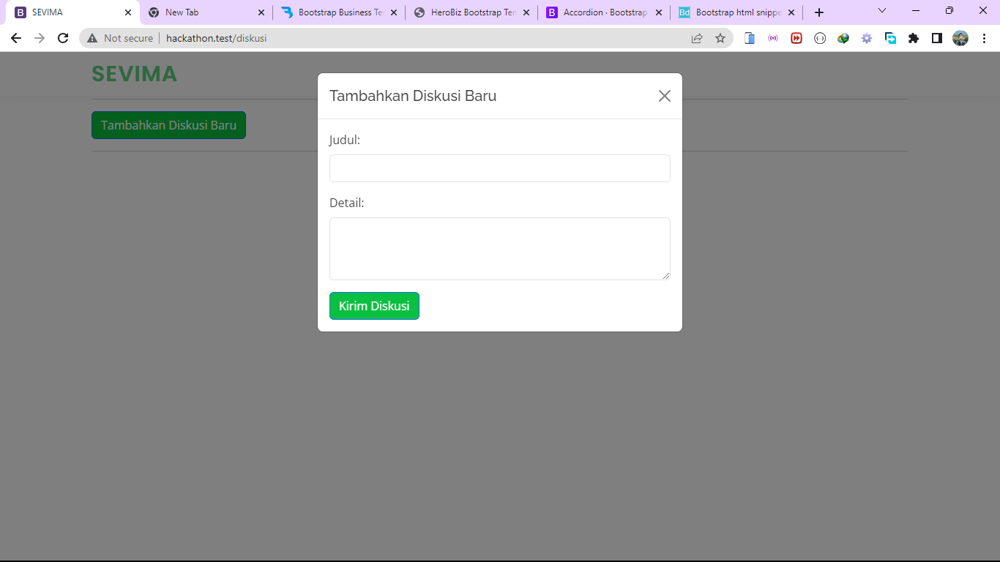 SEVIMA
New Tab
Bootstrap Business Te
HeroBiz Bootstrap Tem
Accordion · Bootstrap
Bootstrap html snippe
Not secure
hackathon.test/diskusi
SEVIMA
Tambahkan Diskusi Baru
Tambahkan Diskusi Baru
Judul:
Detail:
Kirim Diskusi